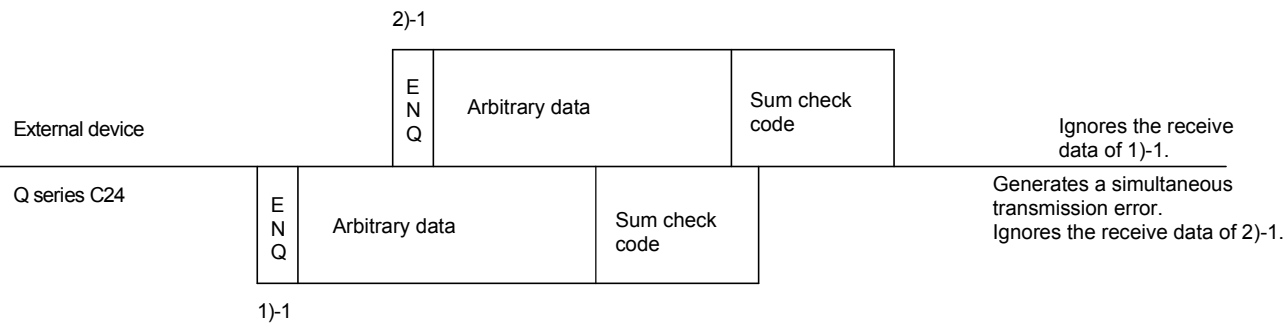 2)-1
E
N
Q
Arbitrary data
Sum check
code
External device
Ignores the receive
data of 1)-1.
Q series C24
E
N
Q
Arbitrary data
Sum check
code
Generates a simultaneous
transmission error.
Ignores the receive data of 2)-1.
1)-1